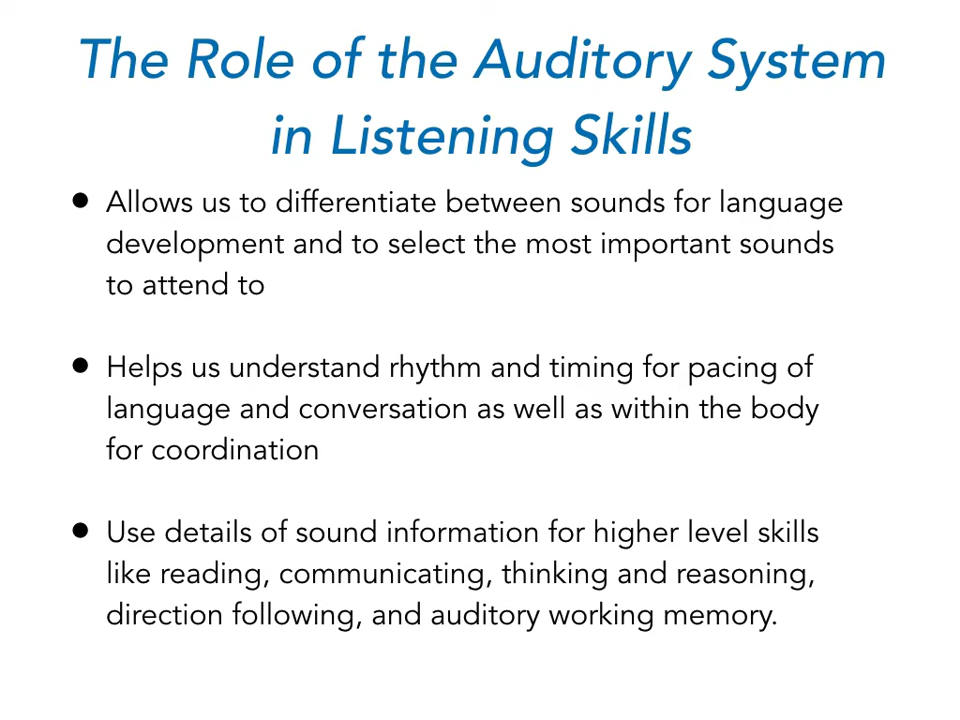 The Role of the Auditory System
in Listening Skills
• Allows us to differentiate between sounds for language
development and to select the most important sounds
to attend to
• Helps us understand rhythm and timing for pacing of
language and conversation as well as within the body
for coordination
• Use details of sound information for higher level skills
like reading, communicating, thinking and reasoning,
direction following, and auditory working memory.